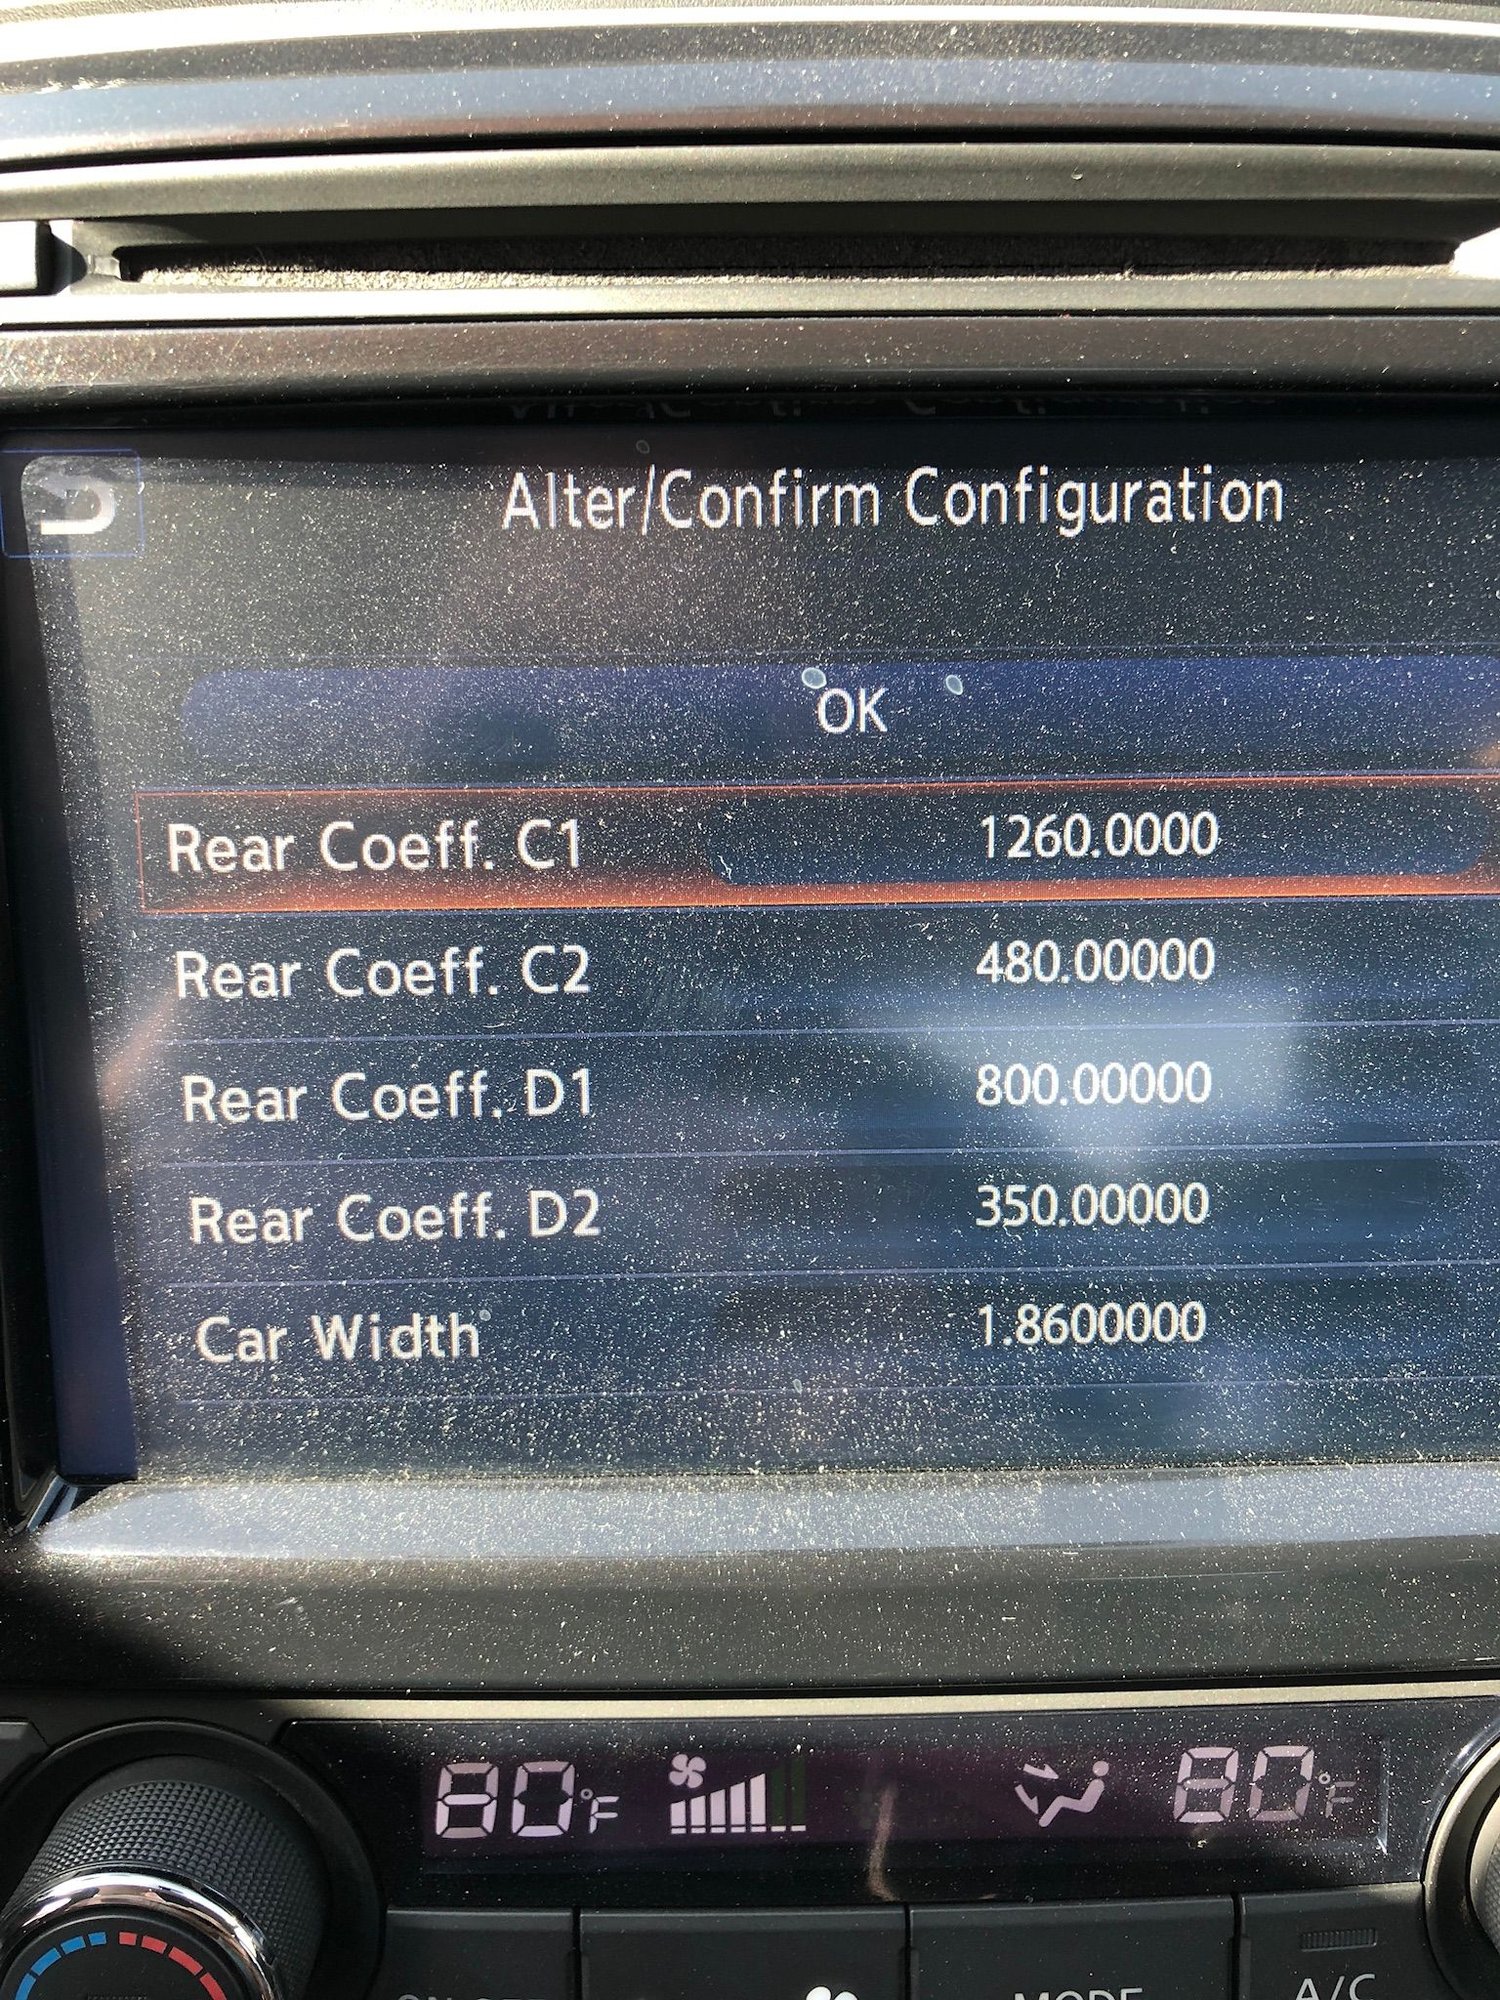 Alter/Confirm Configuration
OK
Rear Coeff. C1 1260.0000
Rear Coeff. C2 480.00000
Rear Coeff. D1 800.00000
Rear Coeff. D2 350.00000
Car Width 1.8600000
80°F 80°F
MODE
A/C